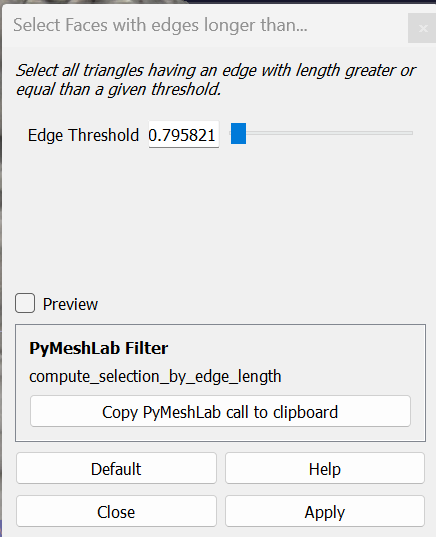 Select Faces with edges longer than...
Select all triangles having an edge with length greater or
equal than a given threshold.
Edge Threshold 0.795821
Preview
PyMeshLab Filter
compute_selection_by_edge_length
Copy PyMeshLab call to clipboard
Default Help
Close Apply